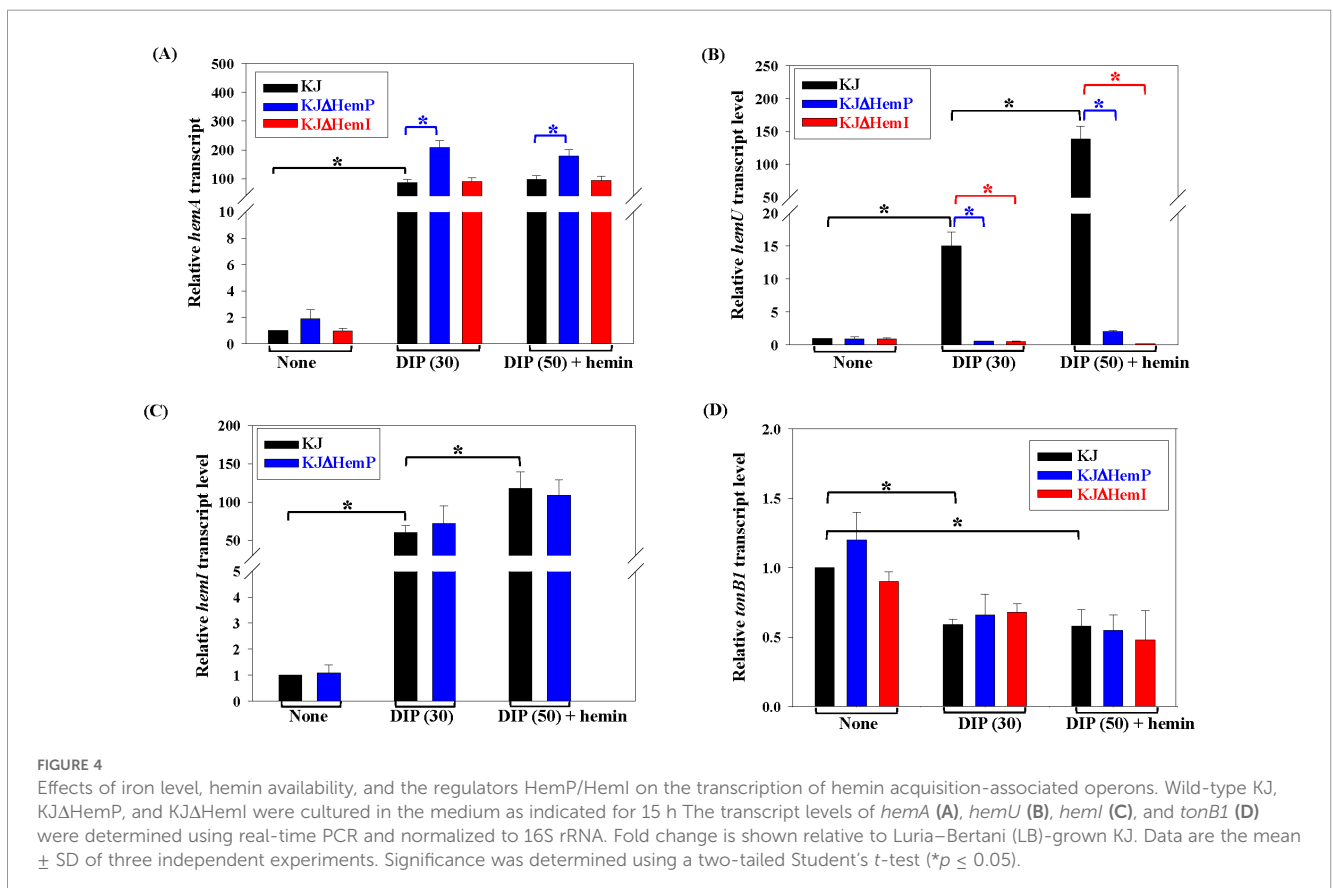 (A)
500
400
300
200
100
10
8
6
4
2
0
Relative hemA transcript
KJ
KJΔHemP
KJΔHemI
*
*
*
None
DIP (30)
DIP (50) + hemin
(B)
250
200
150
100
50
20
15
10
5
0
Relative hemU transcript level
KJ
KJΔHemP
KJΔHemI
*
*
*
*
*
*
None
DIP (30)
DIP (50) + hemin
(C)
200
150
100
50
5
4
3
2
1
0
Relative hemI transcript level
KJ
KJΔHemP
*
*
None
DIP (30)
DIP (50) + hemin
(D)
2.0
1.5
1.0
0.5
0.0
Relative tonB1 transcript level
KJ
KJΔHemP
KJΔHemI
*
*
None
DIP (30)
DIP (50) + hemin
FIGURE 4
Effects of iron level, hemin availability, and the regulators HemP/HemI on the transcription of hemin acquisition-associated operons. Wild-type KJ,
KJΔHemP, and KJΔHemI were cultured in the medium as indicated for 15 h The transcript levels of hemA (A), hemU (B), hemI (C), and tonB1 (D)
were determined using real-time PCR and normalized to 16S rRNA. Fold change is shown relative to Luria–Bertani (LB)-grown KJ. Data are the mean
± SD of three independent experiments. Significance was determined using a two-tailed Student's t-test (*p ≤ 0.05).